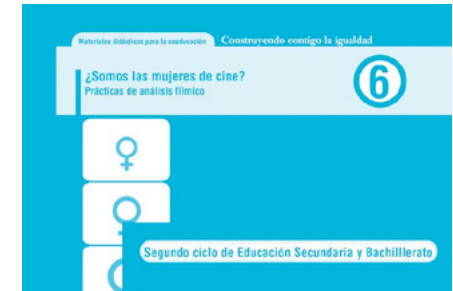 Materiales didácticos para la coeducación Construyendo contigo la igualdad
¿Somos las mujeres de cine?
Prácticas de análisis fílmico
6
Segundo ciclo de Educación Secundaria y Bachilllerato